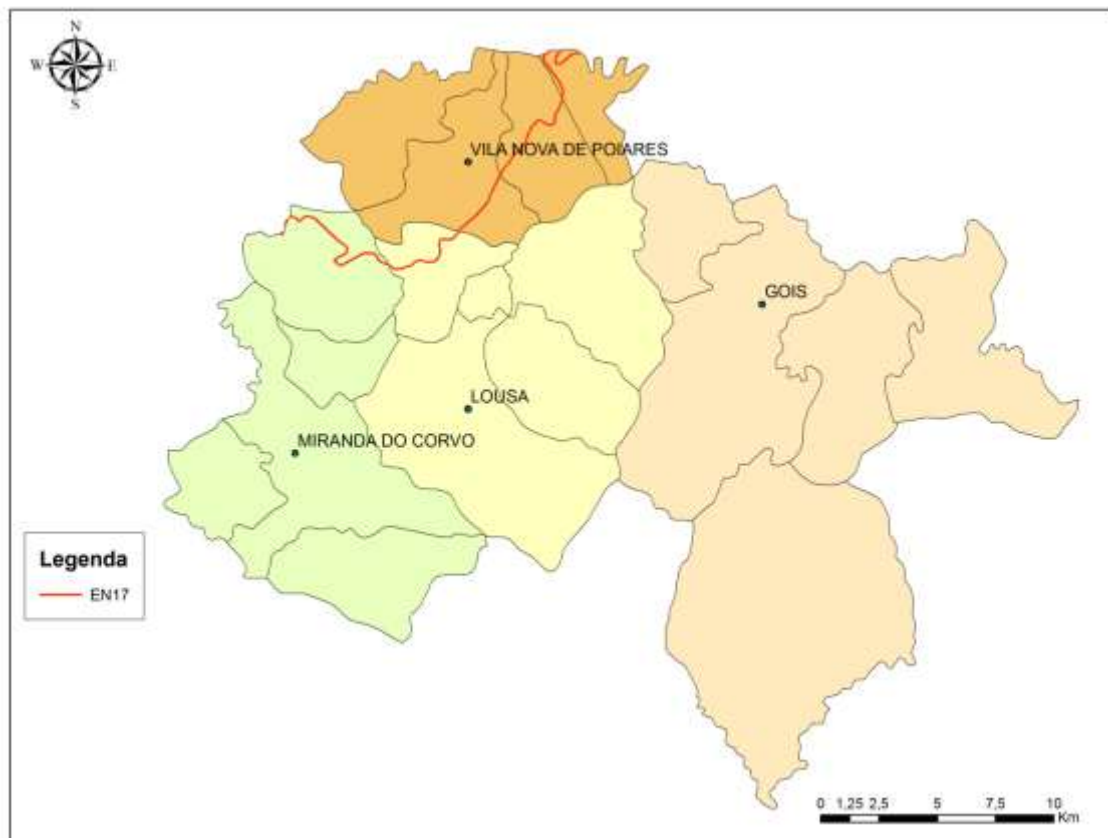 N
W E
S
VILA NOVA DE POIARES
GOIS
LOUSA
MIRANDA DO CORVO
Legenda
EN17
0 1,25 2,5 5 7,5 10
Km